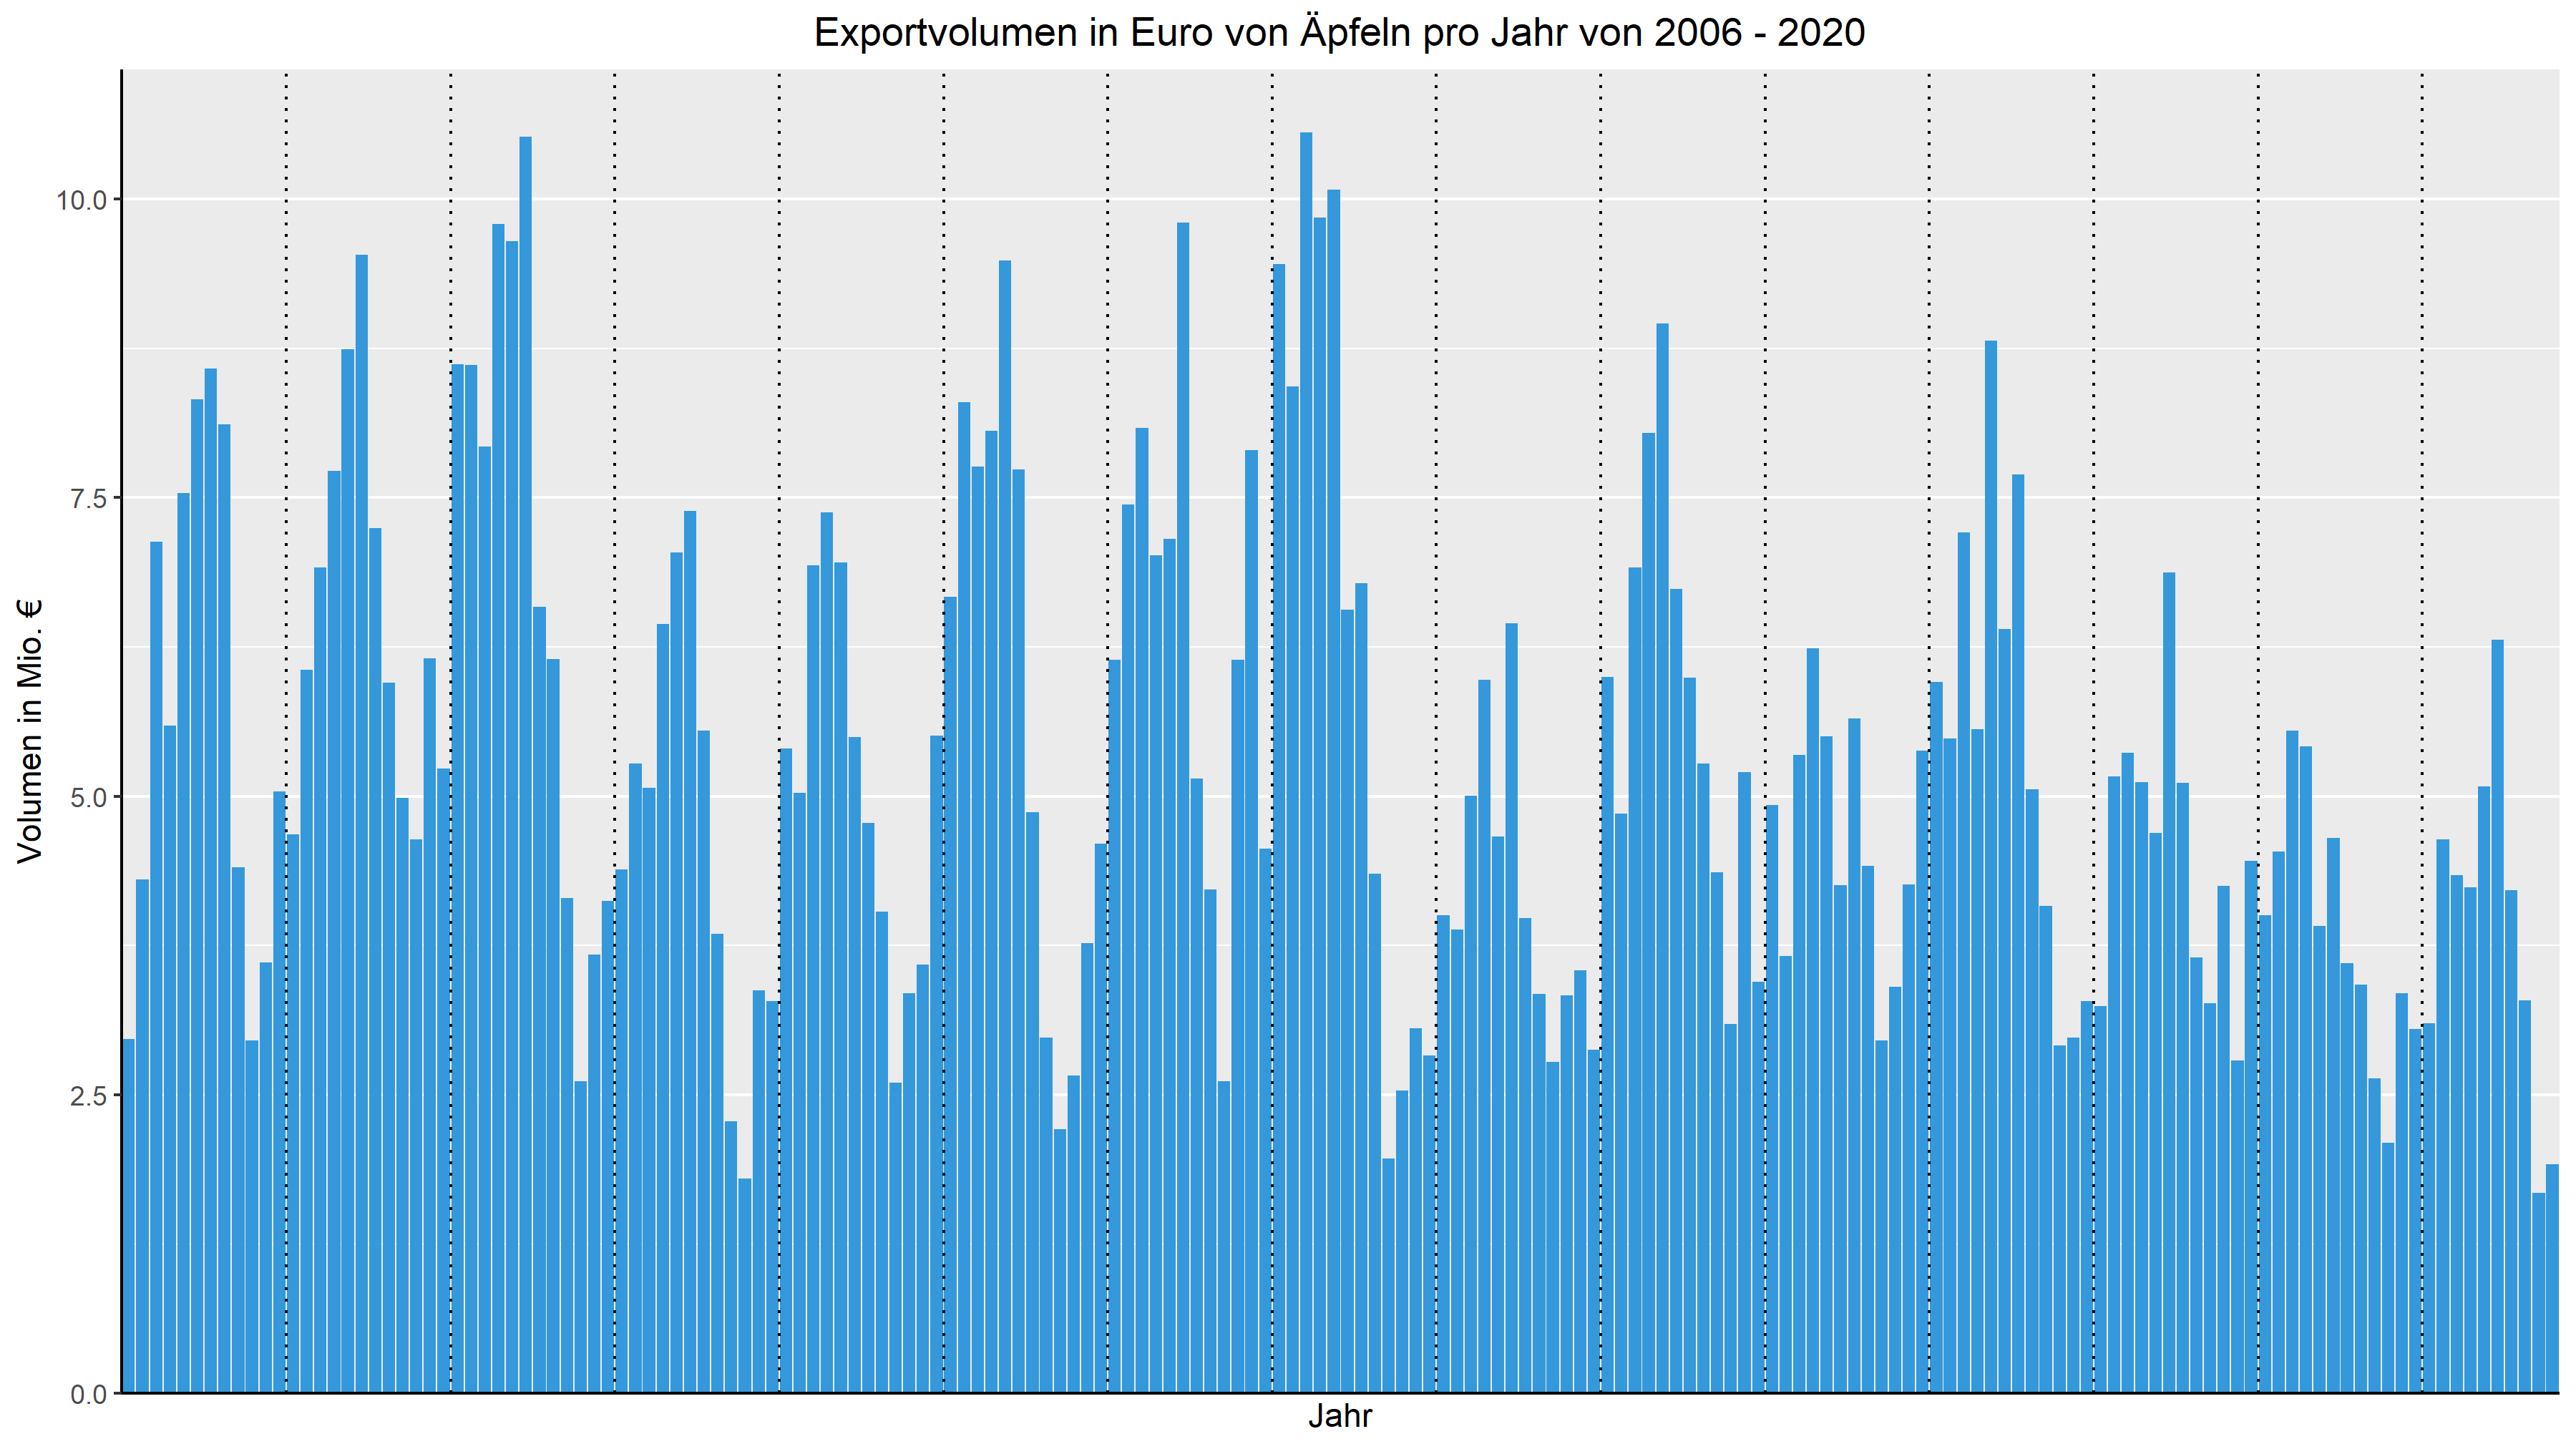 Exportvolumen in Euro von Äpfeln pro Jahr von 2006 - 2020
Volumen in Mio. €
10.0
7.5
5.0
2.5
0.0
Jahr